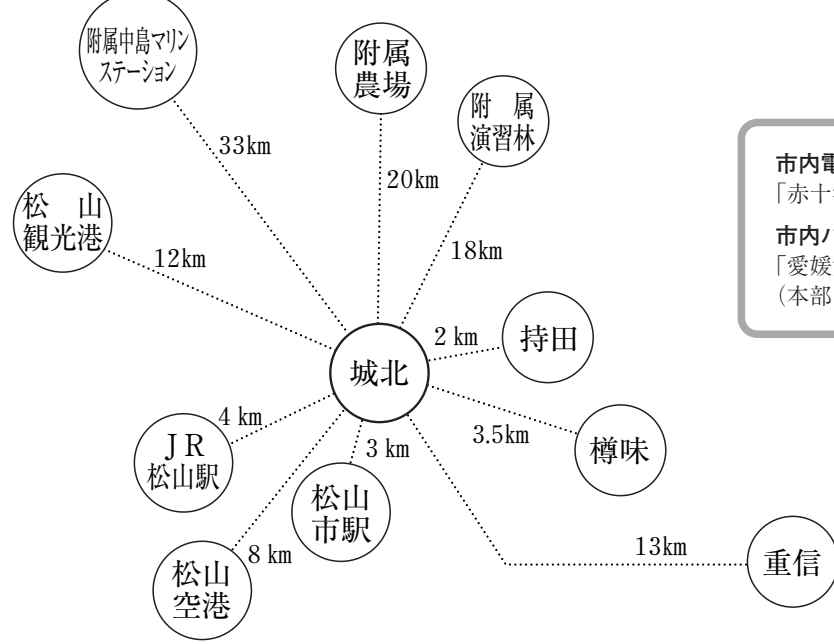 附属中島マリン
ステーション
附属
農場
附 属
演習林
33km
20km
18km
松 山
観光港
12km
2 km
持田
城北
4 km
JR
松山駅
3 km
3.5km
樽味
松山
市駅
8 km
松山
空港
13km
重信
市内電
「赤十
市内バ
「愛媛
(本部